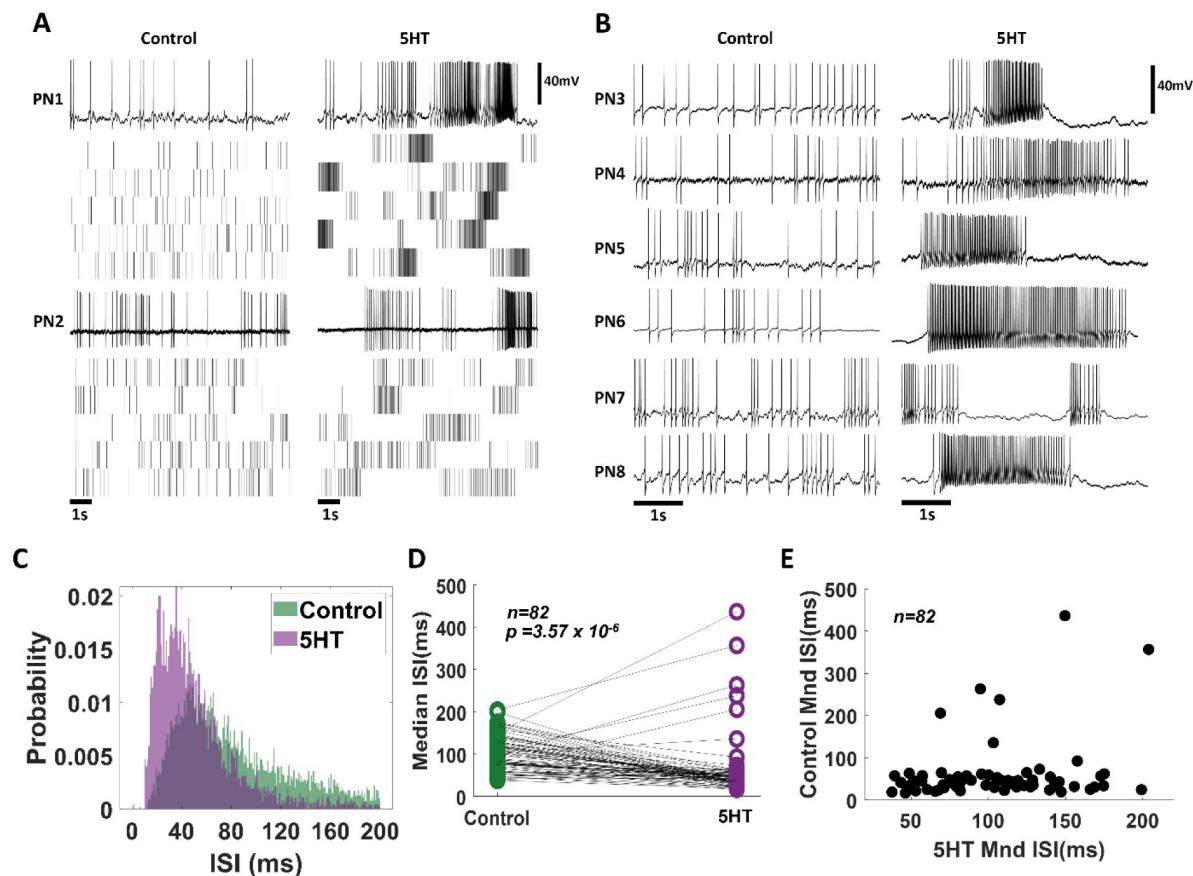 A
Control
5HT
PN1
40mV
PN2
1s
1s
B
Control
5HT
PN3
40mV
PN4
PN5
PN6
PN7
PN8
1s
1s
C
Probability
0.02
0.015
0.01
0.005
0
0 40 80 120 160 200
ISI (ms)
Control
5HT
D
Median ISI(ms)
500
400
300
200
100
0
n=82
p =3.57 x 10-6
Control
5HT
E
Control Mnd ISI(ms)
500
400
300
200
100
0
n=82
50 100 150 200
5HT Mnd ISI(ms)